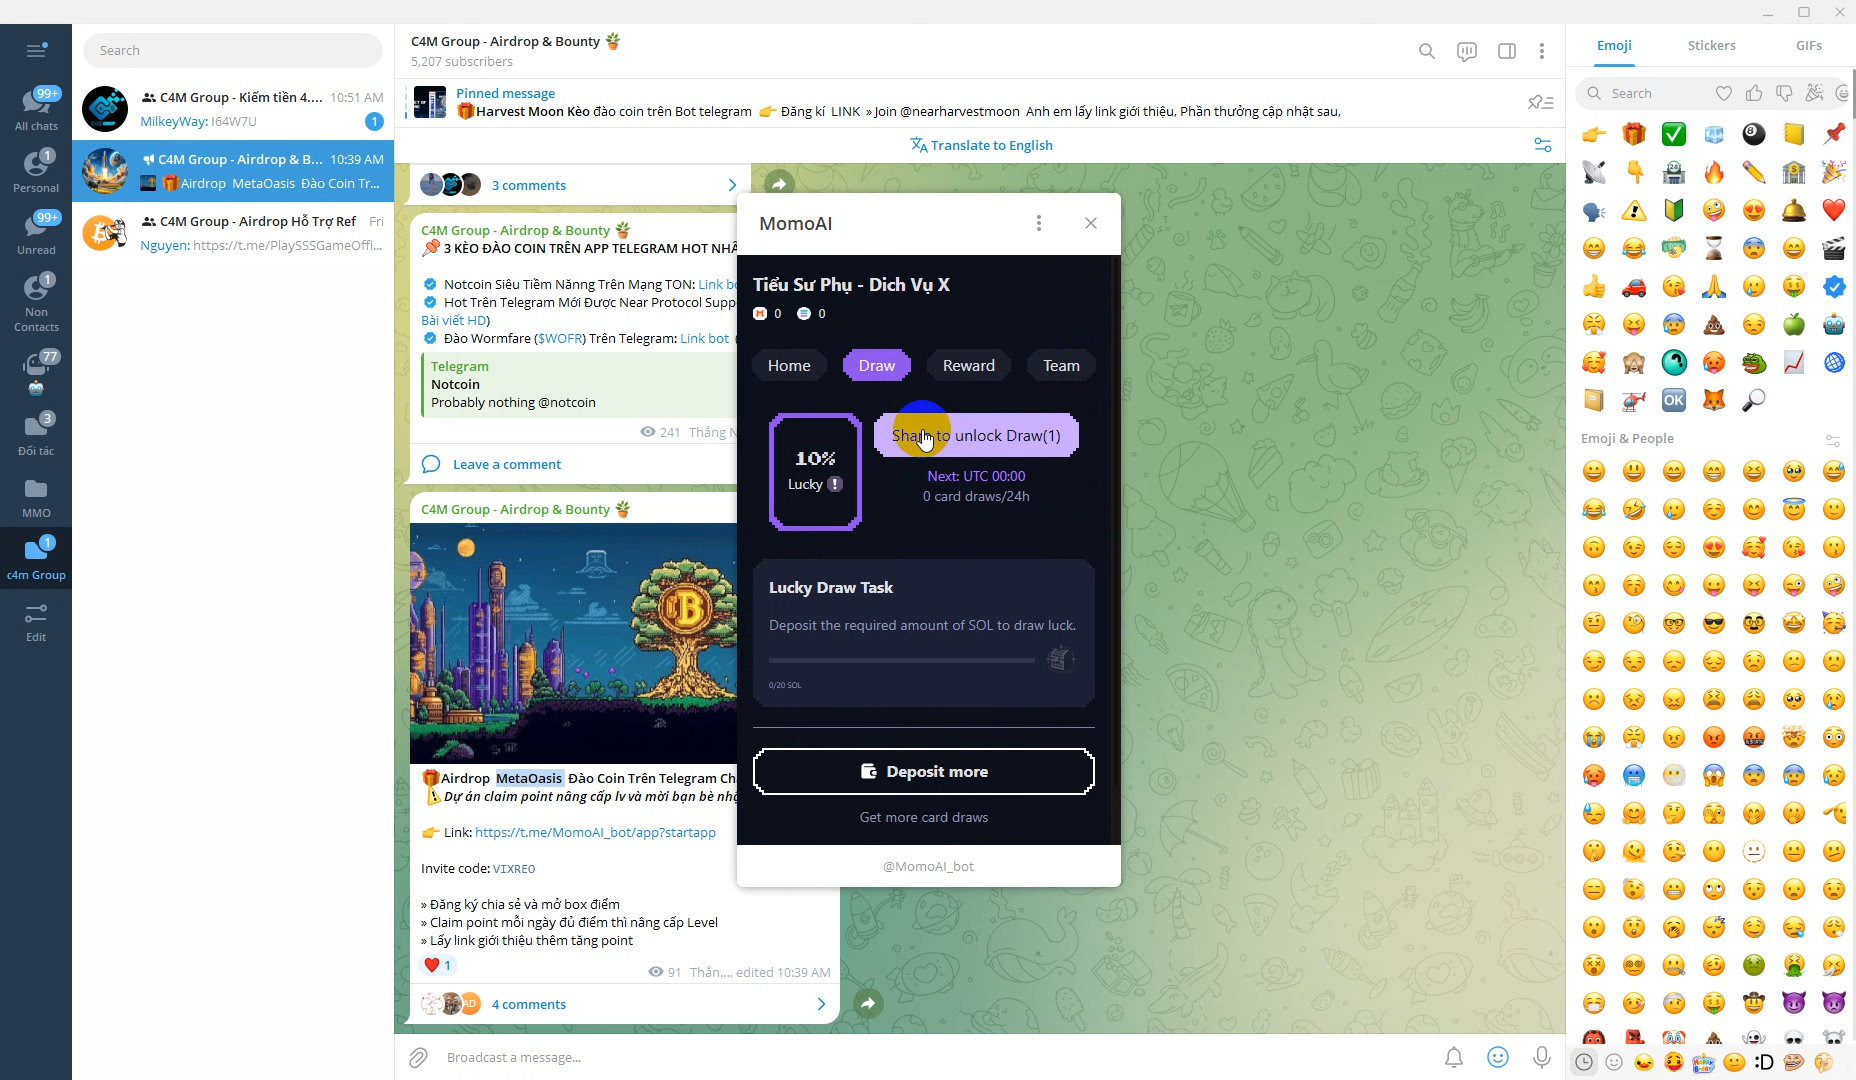 Search
99+
All chats
1
Personal
99+
Unread
1
Non
Contacts
77
3
Đối tác
MMO
1
c4m Group
Edit
C4M Group - Kiếm tiền 4.... 10:51 AM
MilkeyWay: I64W7U 1
C4M Group - Airdrop & B... 10:39 AM
🎁Airdrop MetaOasis Đào Coin Tr...
C4M Group - Airdrop Hỗ Trợ Ref Fri
Nguyen: https://t.me/PlaySSSGameOffi...
C4M Group - Airdrop & Bounty 🪴
5,207 subscribers
Pinned message
🎁Harvest Moon Kèo đào coin trên Bot telegram 👉 Đăng kí LINK » Join @nearharvestmoon Anh em lấy link giới thiệu, Phần thưởng cập nhật sau,
Translate to English
3 comments
C4M Group - Airdrop & Bounty 🪴
📌 3 KÈO ĐÀO COIN TRÊN APP TELEGRAM HOT NHẤ
Notcoin Siêu Tiềm Nănng Trên Mạng TON: Link bo
Hot Trên Telegram Mới Được Near Protocol Supp
Bài viết HD)
Đào Wormfare ($WOFR) Trên Telegram: Link bot (
Telegram
Notcoin
Probably nothing @notcoin
241 Thắng N
Leave a comment
C4M Group - Airdrop & Bounty 🪴
🎁Airdrop MetaOasis Đào Coin Trên Telegram Ch
⚠️Dự án claim point nâng cấp lv và mời bạn bè nhậ
👉 Link: https://t.me/MomoAI_bot/app?startapp
Invite code: VIXREO
» Đăng ký chia sẻ và mở box điểm
» Claim point mỗi ngày đủ điểm thì nâng cấp Level
» Lấy link giới thiệu thêm tăng point
❤️ 1
91 Thắn..., edited 10:39 AM
AD 4 comments
Broadcast a message...
MomoAI
Tiểu Sư Phụ - Dich Vụ X
0 0
Home Draw Reward Team
10%
Lucky !
Share to unlock Draw(1)
Next: UTC 00:00
0 card draws/24h
Lucky Draw Task
Deposit the required amount of SOL to draw luck.
0/20 SOL
Deposit more
Get more card draws
@MomoAI_bot
Emoji Stickers GIFs
Search
OK
Emoji & People
:D